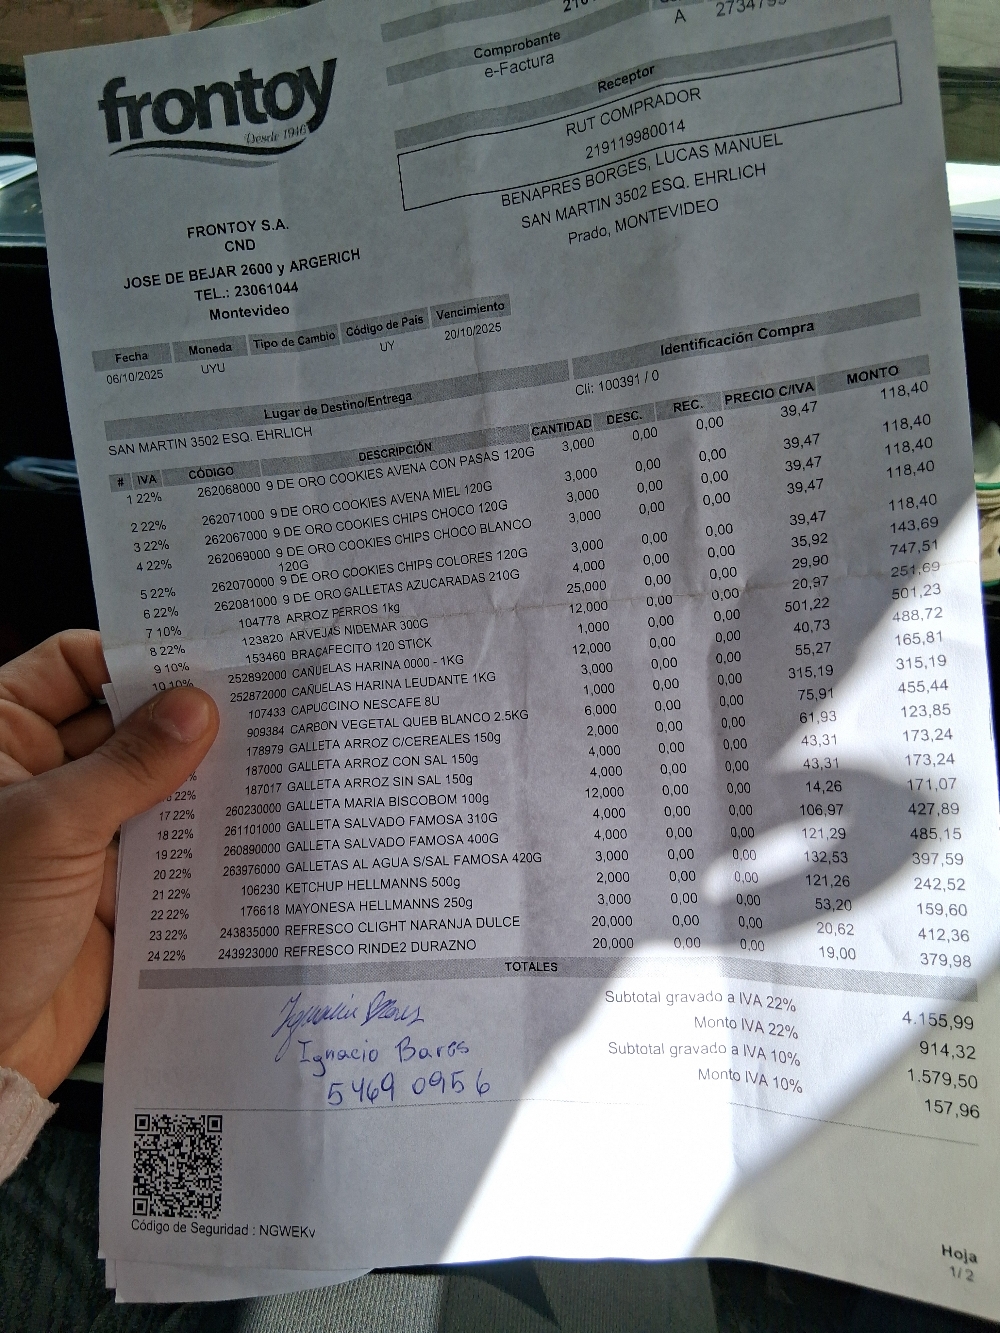 frontoy
Desde 1946
FRONTOY S.A.
CND
JOSE DE BEJAR 2600 y ARGERICH
TEL.: 23061044
Montevideo
A
Comprobante
e-Factura
Receptor
RUT COMPRADOR
219119980014
BENAPRES BORGES, LUCAS MANUEL
SAN MARTIN 3502 ESQ. EHRLICH
Prado, MONTEVIDEO
Fecha Moneda Tipo de Cambio Código de País Vencimiento
06/10/2025 UYU UY 20/10/2025
Lugar de Destino/Entrega Identificación Compra
SAN MARTIN 3502 ESQ. EHRLICH Cli: 100391 / 0
# IVA CÓDIGO DESCRIPCIÓN CANTIDAD DESC. REC. PRECIO C/IVA MONTO
1 22% 262068000 9 DE ORO COOKIES AVENA CON PASAS 120G 3,000 0,00 0,00 39,47 118,40
2 22% 262071000 9 DE ORO COOKIES AVENA MIEL 120G 3,000 0,00 0,00 39,47 118,40
3 22% 262067000 9 DE ORO COOKIES CHIPS CHOCO 120G 3,000 0,00 0,00 39,47 118,40
4 22% 262069000 9 DE ORO COOKIES CHIPS CHOCO BLANCO 3,000 0,00 0,00 39,47 118,40
120G
5 22% 262070000 9 DE ORO COOKIES CHIPS COLORES 120G 3,000 0,00 0,00 39,47 118,40
6 22% 262081000 9 DE ORO GALLETAS AZUCARADAS 210G 4,000 0,00 0,00 35,92 143,69
7 10% 104778 ARROZ PERROS 1kg 25,000 0,00 0,00 29,90 747,51
8 22% 123820 ARVEJAS NIDEMAR 300G 12,000 0,00 0,00 20,97 251,69
9 10% 153460 BRACAFECITO 120 STICK 1,000 0,00 0,00 501,22 501,23
10 10% 252892000 CAÑUELAS HARINA 0000 - 1KG 12,000 0,00 0,00 40,73 488,72
252872000 CAÑUELAS HARINA LEUDANTE 1KG 3,000 0,00 0,00 55,27 165,81
107433 CAPUCCINO NESCAFE 8U 1,000 0,00 0,00 315,19 315,19
909384 CARBON VEGETAL QUEB BLANCO 2.5KG 6,000 0,00 0,00 75,91 455,44
178979 GALLETA ARROZ C/CEREALES 150g 2,000 0,00 0,00 61,93 123,85
187000 GALLETA ARROZ CON SAL 150g 4,000 0,00 0,00 43,31 173,24
22% 187017 GALLETA ARROZ SIN SAL 150g 4,000 0,00 0,00 43,31 173,24
17 22% 260230000 GALLETA MARIA BISCOBOM 100g 12,000 0,00 0,00 14,26 171,07
18 22% 261101000 GALLETA SALVADO FAMOSA 310G 4,000 0,00 0,00 106,97 427,89
19 22% 260890000 GALLETA SALVADO FAMOSA 400G 4,000 0,00 0,00 121,29 485,15
20 22% 263976000 GALLETAS AL AGUA S/SAL FAMOSA 420G 3,000 0,00 0,00 132,53 397,59
21 22% 106230 KETCHUP HELLMANNS 500g 2,000 0,00 0,00 121,26 242,52
22 22% 176618 MAYONESA HELLMANNS 250g 3,000 0,00 0,00 53,20 159,60
23 22% 243835000 REFRESCO CLIGHT NARANJA DULCE 20,000 0,00 0,00 20,62 412,36
24 22% 243923000 REFRESCO RINDE2 DURAZNO 20,000 0,00 0,00 19,00 379,98
TOTALES
Subtotal gravado a IVA 22% 4.155,99
Monto IVA 22% 914,32
Subtotal gravado a IVA 10% 1.579,50
Monto IVA 10% 157,96
Ignacio Bares
5469 0956
Código de Seguridad : NGWEKv
Hoja
1/2